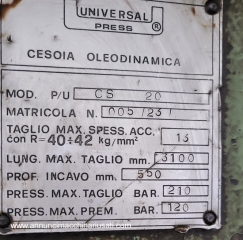 UNIVERSAL
PRESS
CESOIA OLEODINAMICA
MOD. P/U CS 20
MATRICOLA N. 005/231
TAGLIO MAX. SPESS. ACC.
con R=40÷42 kg/mm² 13
LUNG. MAX. TAGLIO mm. 3100
PROF. INCAVO mm. 550
PRESS. MAX. TAGLIO BAR. 210
PRESS. MAX. PREM. BAR. 120